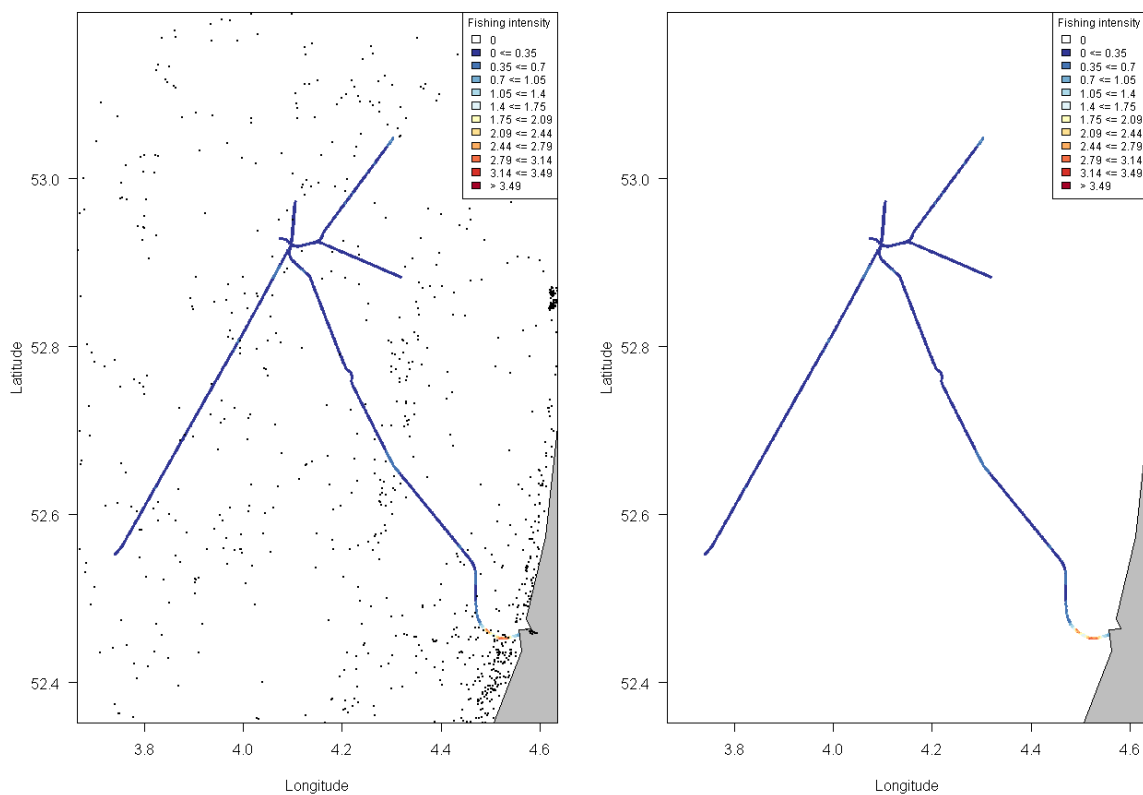 Fishing intensity
0
0 <= 0.35
0.35 <= 0.7
0.7 <= 1.05
1.05 <= 1.4
1.4 <= 1.75
1.75 <= 2.09
2.09 <= 2.44
2.44 <= 2.79
2.79 <= 3.14
3.14 <= 3.49
> 3.49
53.0
52.8
52.6
52.4
Latitude
3.8 4.0 4.2 4.4 4.6
Longitude
Fishing intensity
0
0 <= 0.35
0.35 <= 0.7
0.7 <= 1.05
1.05 <= 1.4
1.4 <= 1.75
1.75 <= 2.09
2.09 <= 2.44
2.44 <= 2.79
2.79 <= 3.14
3.14 <= 3.49
> 3.49
53.0
52.8
52.6
52.4
Latitude
3.8 4.0 4.2 4.4 4.6
Longitude